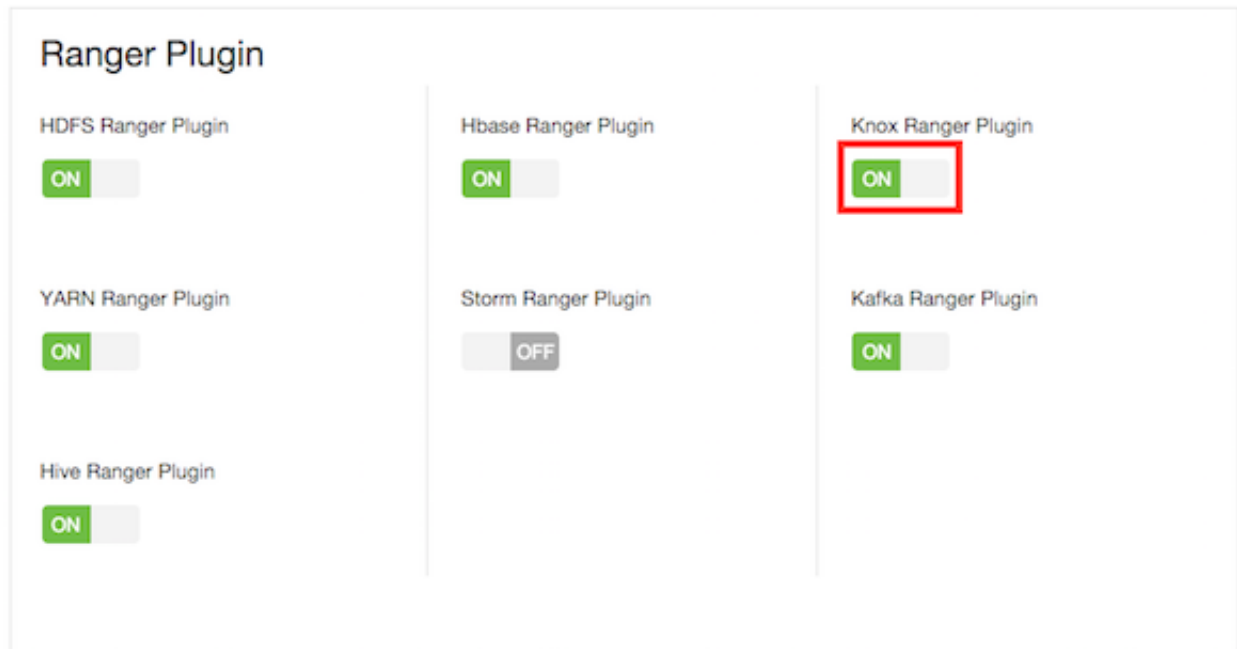 Ranger Plugin
HDFS Ranger Plugin
Hbase Ranger Plugin
Knox Ranger Plugin
ON
ON
ON
YARN Ranger Plugin
Storm Ranger Plugin
Kafka Ranger Plugin
ON
OFF
ON
Hive Ranger Plugin
ON